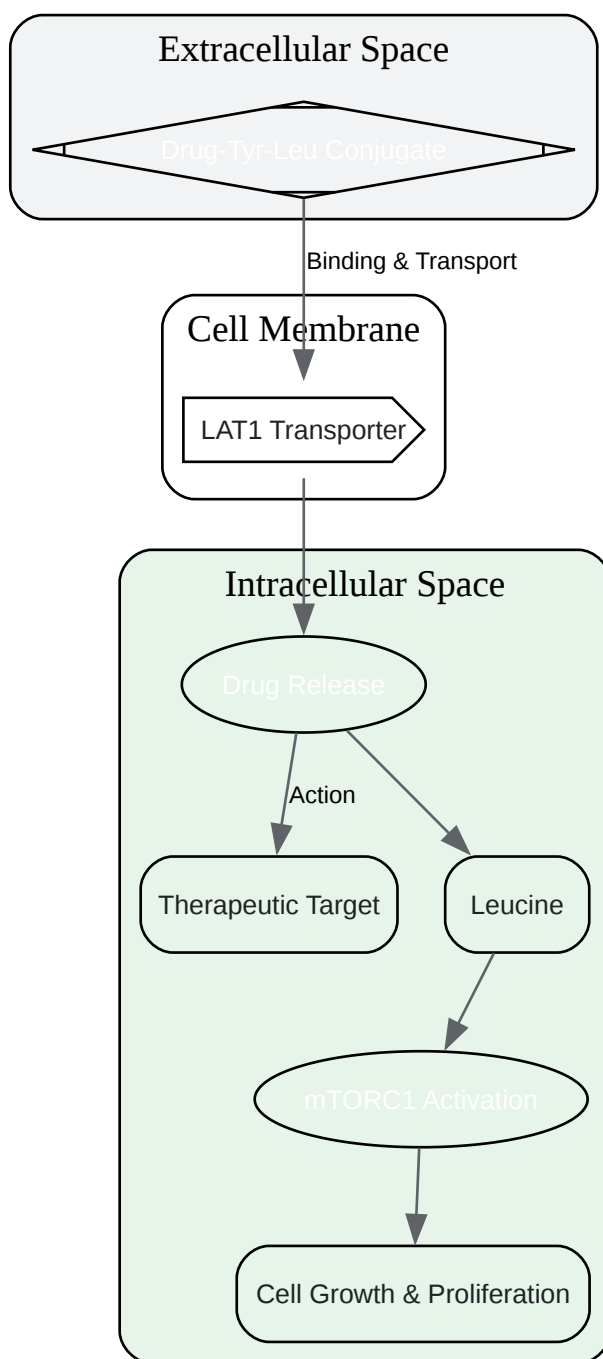 Extracellular Space
Drug-Tyr-Leu Conjugate
Binding & Transport
Cell Membrane
LAT1 Transporter
Intracellular Space
Drug Release
Action
Therapeutic Target
Leucine
mTORC1 Activation
Cell Growth & Proliferation